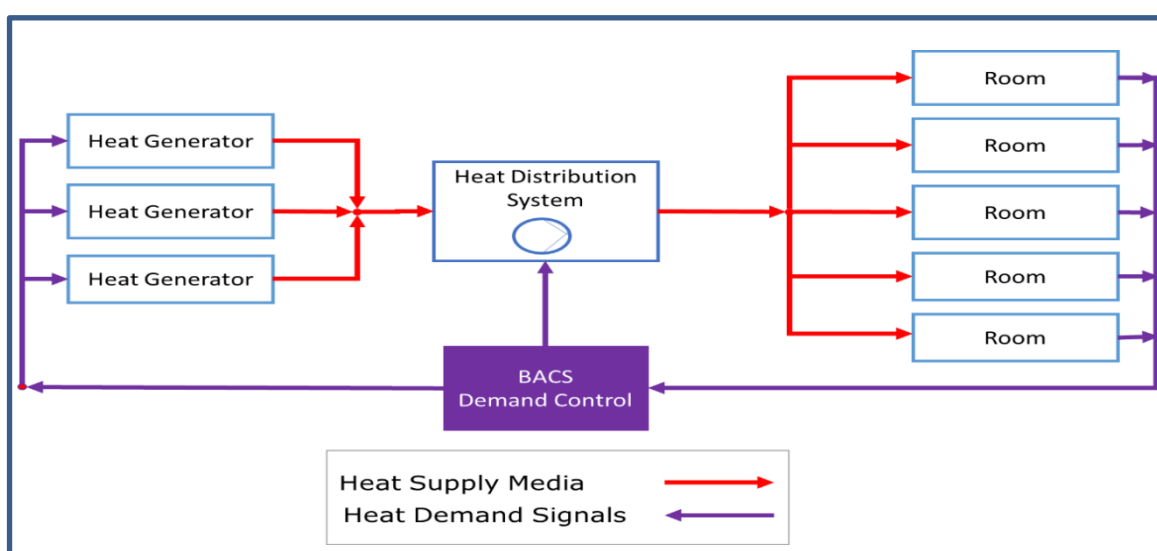 Room
Heat Generator
Room
Heat Distribution
System
Heat Generator
Room
Heat Generator
Room
Room
BACS
Demand Control
Heat Supply Media
Heat Demand Signals